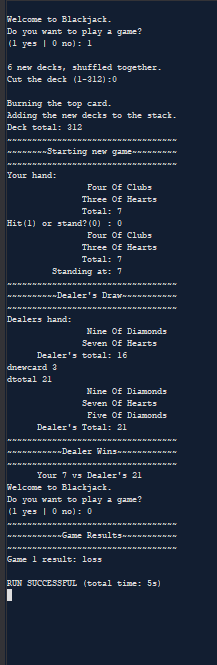 Welcome to Blackjack.
Do you want to play a game?
(1 yes | 0 no): 1
6 new decks, shuffled together.
Cut the deck (1-312):0
Burning the top card.
Adding the new decks to the stack.
Deck total: 312
~~~~~~~~~~~~~~~~~~~~~~~~~~~~~~~~~~
~~~~~~~~Starting new game~~~~~~~~~
~~~~~~~~~~~~~~~~~~~~~~~~~~~~~~~~~~
Your hand:
Four Of Clubs
Three Of Hearts
Total: 7
Hit(1) or stand?(0) : 0
Four Of Clubs
Three Of Hearts
Total: 7
Standing at: 7
~~~~~~~~~~~~~~~~~~~~~~~~~~~~~~~~~~
~~~~~~~~~~Dealer's Draw~~~~~~~~~~~
~~~~~~~~~~~~~~~~~~~~~~~~~~~~~~~~~~
Dealers hand:
Nine Of Diamonds
Seven Of Hearts
Dealer's total: 16
dnewcard 3
dtotal 21
Nine Of Diamonds
Seven Of Hearts
Five Of Diamonds
Dealer's Total: 21
~~~~~~~~~~~~~~~~~~~~~~~~~~~~~~~~~~
~~~~~~~~~~~Dealer Wins~~~~~~~~~~~~
~~~~~~~~~~~~~~~~~~~~~~~~~~~~~~~~~~
Your 7 vs Dealer's 21
Welcome to Blackjack.
Do you want to play a game?
(1 yes | 0 no): 0
~~~~~~~~~~~~~~~~~~~~~~~~~~~~~~~~~~
~~~~~~~~~~~Game Results~~~~~~~~~~~
~~~~~~~~~~~~~~~~~~~~~~~~~~~~~~~~~~
Game 1 result: loss
RUN SUCCESSFUL (total time: 5s)